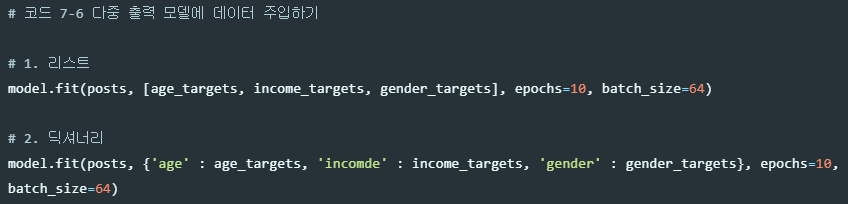 # 코드 7-6 다중 출력 모델에 데이터 주입하기
# 1. 리스트
model.fit(posts, [age_targets, income_targets, gender_targets], epochs=10, batch_size=64)
# 2. 딕셔너리
model.fit(posts, {'age' : age_targets, 'incomde' : income_targets, 'gender' : gender_targets}, epochs=10,
batch_size=64)